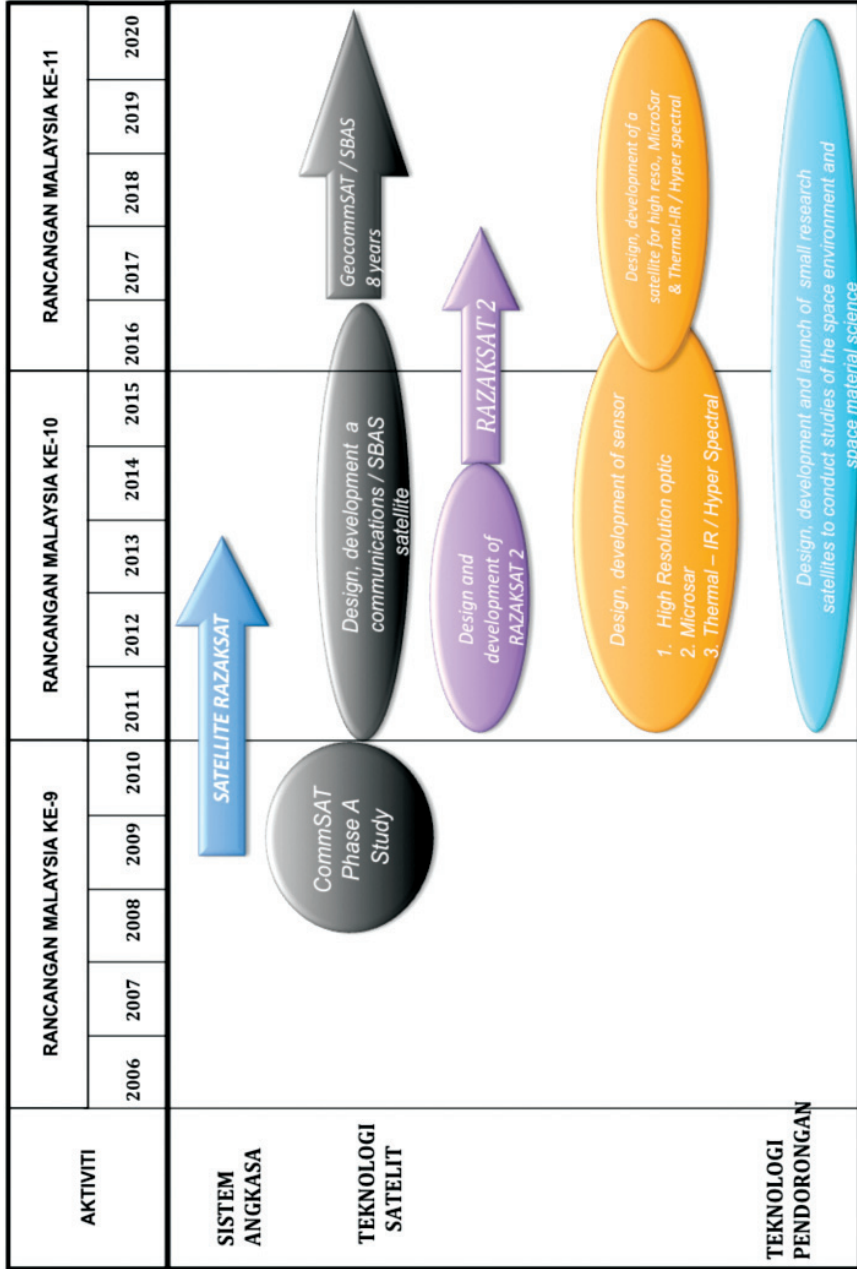 AKTIVITI
RANCANGAN MALAYSIA KE-9
RANCANGAN MALAYSIA KE-10
RANCANGAN MALAYSIA KE-11
2006
2007
2008
2009
2010
2011
2012
2013
2014
2015
2016
2017
2018
2019
2020
SISTEM
ANGKASA
SATELLITE RAZAKSAT
TEKNOLOGI
SATELIT
CommSAT
Phase A
Study
Design, development a
communications / SBAS
satellite
GeocommSAT / SBAS
8 years
Design and
development of
RAZAKSAT 2
RAZAKSAT 2
Design, development of sensor
1. High Resolution optic
2. Microsar
3. Thermal – IR / Hyper Spectral
Design, development of a
satellite for high reso., MicroSar
& Thermal-IR / Hyper spectral
TEKNOLOGI
PENDORONGAN
Design, development and launch of small research
satellites to conduct studies of the space environment and
space material science